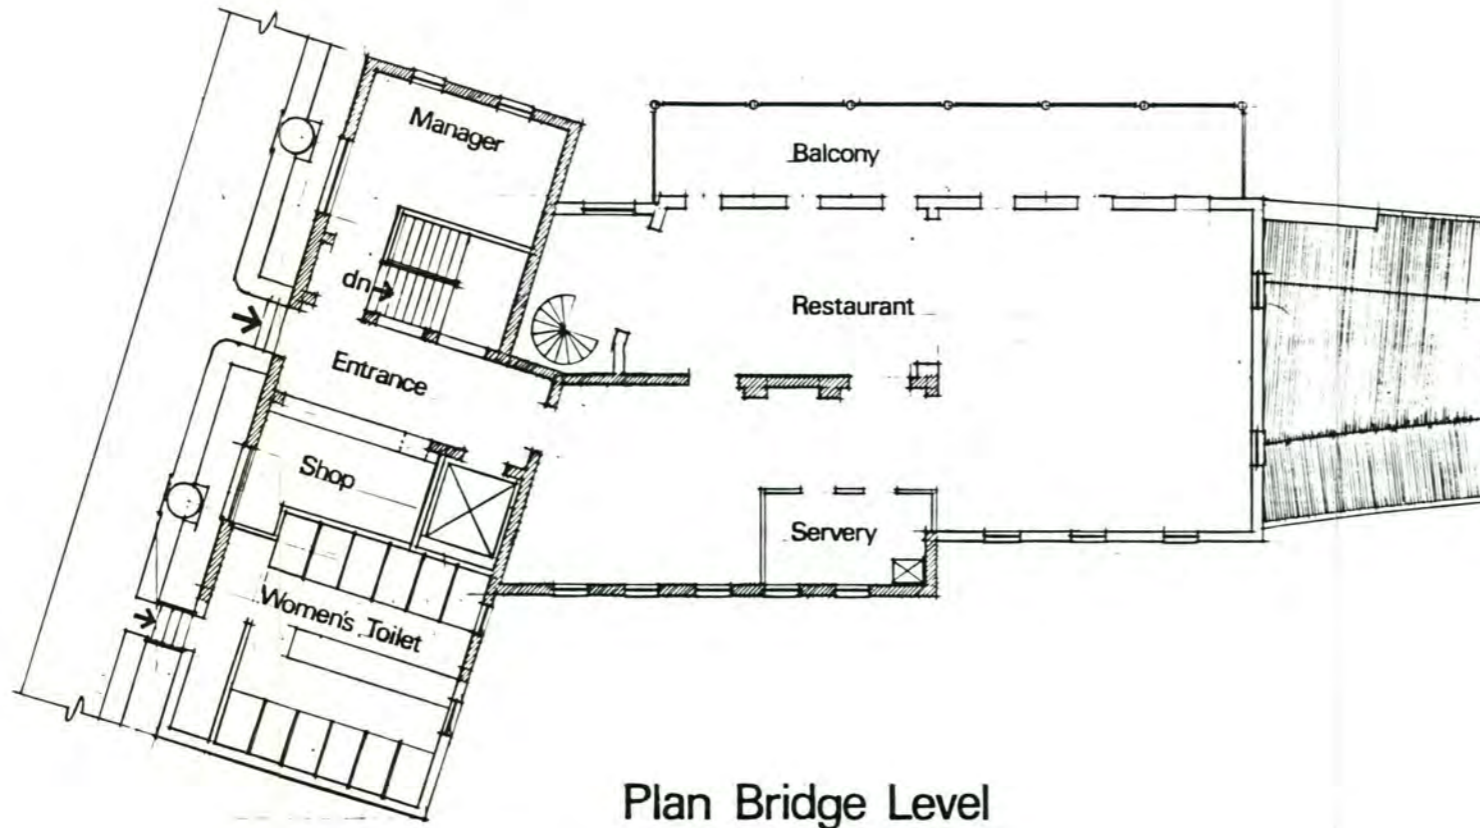 Manager
Balcony
dn
Restaurant
Entrance
Shop
Servery
Women's Toilet
Plan Bridge Level